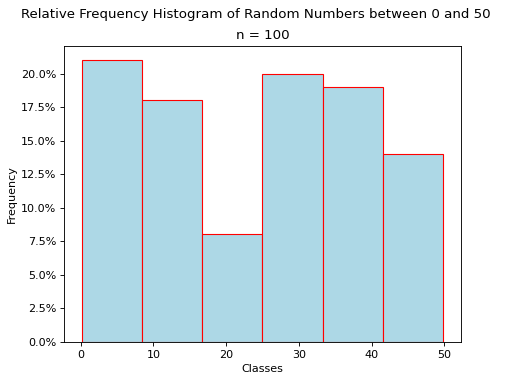 Relative Frequency Histogram of Random Numbers between 0 and 50
n = 100
20.0%
17.5%
15.0%
12.5%
10.0%
7.5%
5.0%
2.5%
0.0%
Frequency
0 10 20 30 40 50
Classes